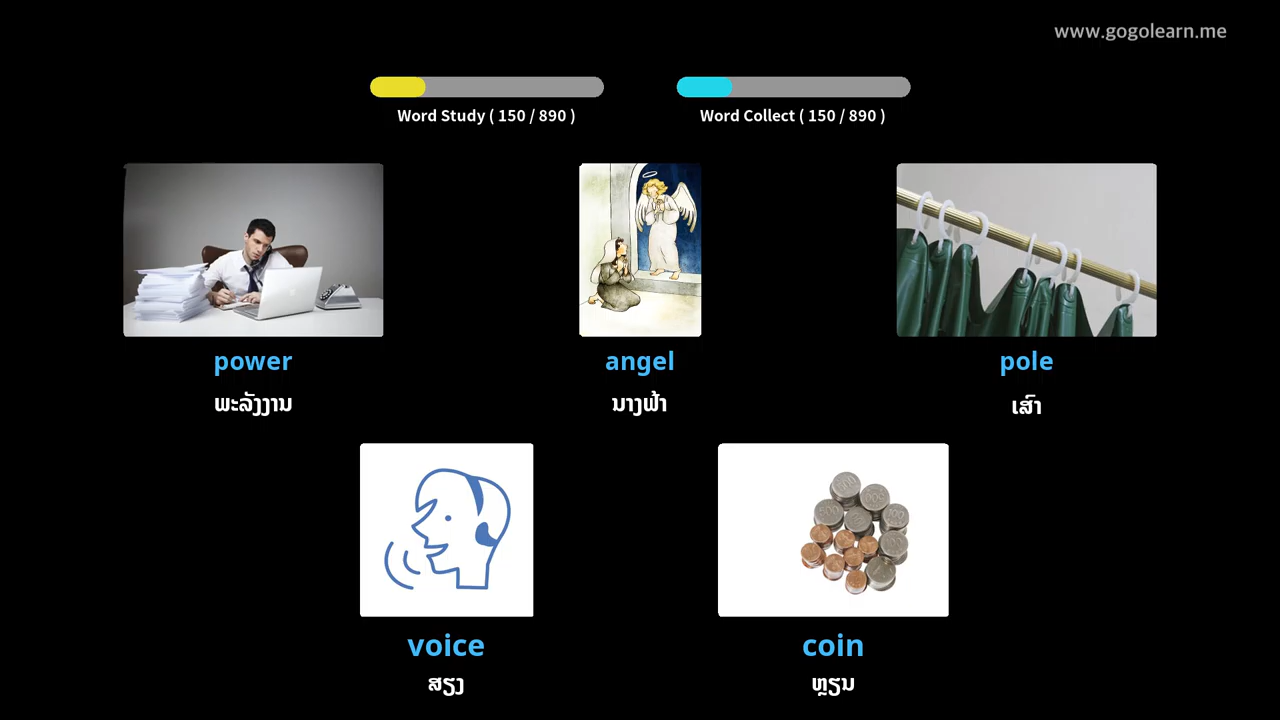 www.gogolearn.me
Word Study ( 150 / 890 )
Word Collect ( 150 / 890 )
power
angel
pole
ພະລັງງານ
ນາງຟ້າ
ເສົາ
voice
coin
ສຽງ
ຫຼຽນ